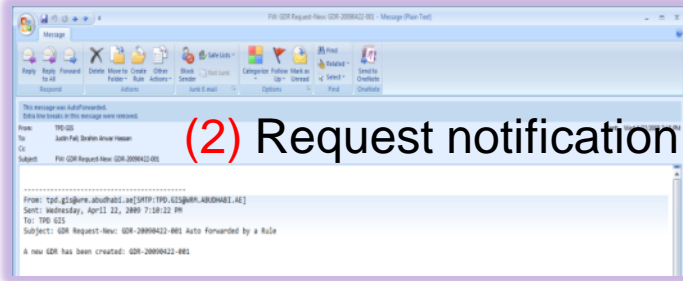 FW: GDR Request-New: GDR-20090422-001 - Message (Plain Text)
Message
Reply Reply to All Forward Delete Move to Folder Create Rule Other Actions Block Sender Safe Lists Not Junk Categorize Follow Up Mark as Unread Find Related Select Send to OneNote
Respond Actions Junk E-mail Options Find OneNote
This message was AutoForwarded.
Extra line breaks in this message were removed.
From: TPD GIS
To: Justin Pail; Ibrahim Anwar Hassan
Cc:
Subject: FW: GDR Request-New: GDR-20090422-001
(2) Request notification
-----------------------------------------
From: tpd.gis@wrm.abudhabi.ae[SMTP:TPD.GIS@WRM.ABUDHABI.AE]
Sent: Wednesday, April 22, 2009 7:10:22 PM
To: TPD GIS
Subject: GDR Request-New: GDR-20090422-001 Auto forwarded by a Rule
A new GDR has been created: GDR-20090422-001